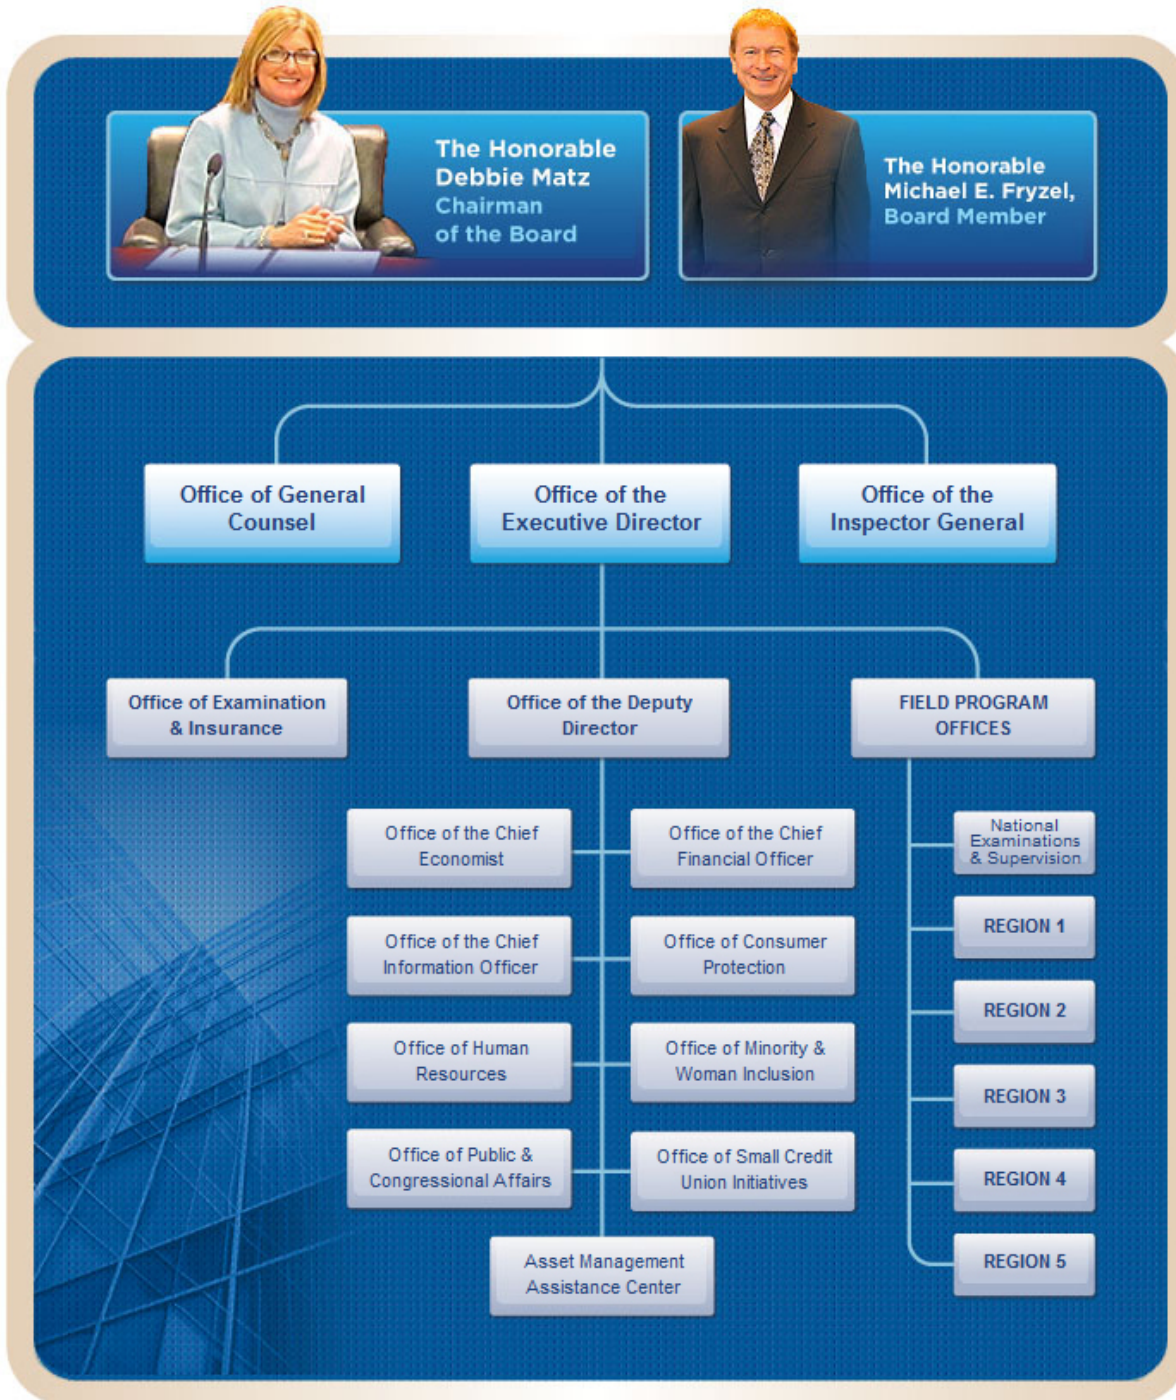 The Honorable
Debbie Matz
Chairman
of the Board
The Honorable
Michael E. Fryzel,
Board Member
Office of General
Counsel
Office of the
Executive Director
Office of the
Inspector General
Office of Examination
& Insurance
Office of the Deputy
Director
FIELD PROGRAM
OFFICES
Office of the Chief
Economist
Office of the Chief
Financial Officer
National
Examinations
& Supervision
Office of the Chief
Information Officer
Office of Consumer
Protection
REGION 1
Office of Human
Resources
Office of Minority &
Woman Inclusion
REGION 2
REGION 3
Office of Public &
Congressional Affairs
Office of Small Credit
Union Initiatives
REGION 4
Asset Management
Assistance Center
REGION 5